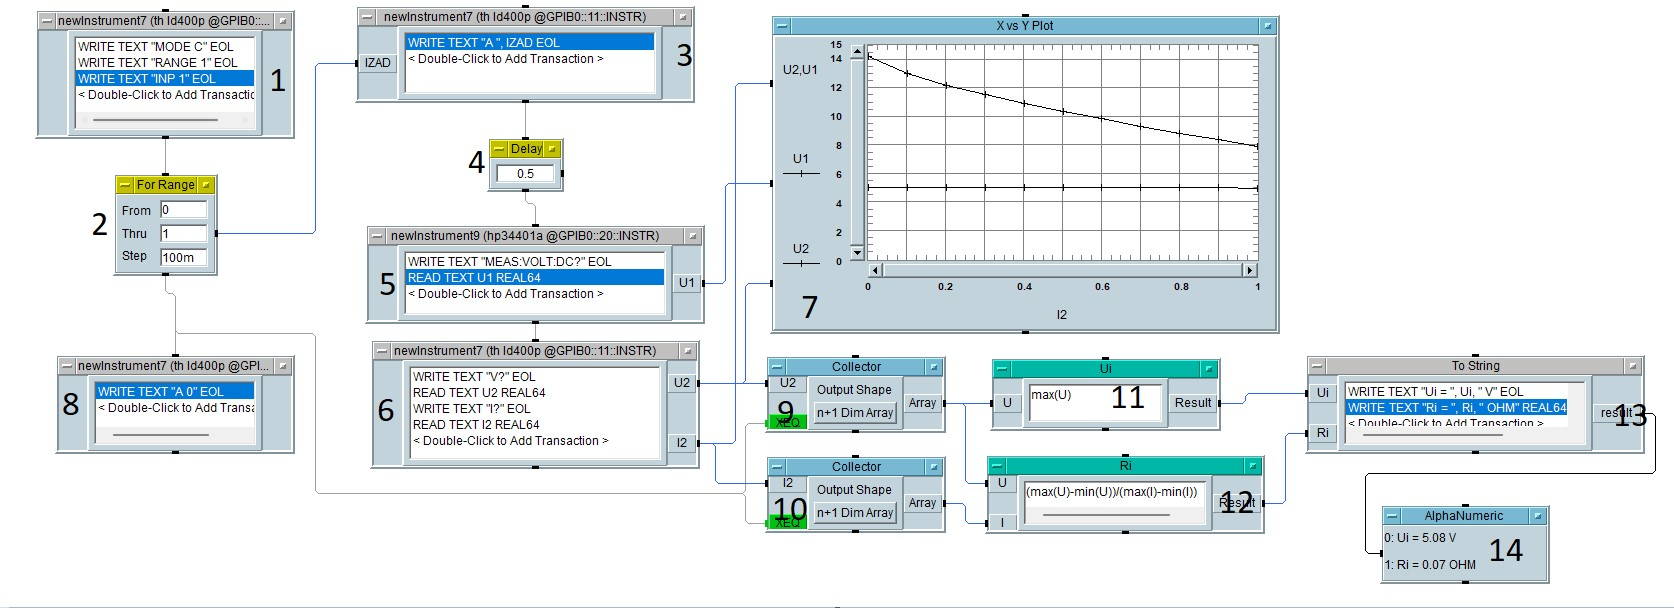 newInstrument7 (th ld400p @GPIB0::...
WRITE TEXT "MODE C" EOL
WRITE TEXT "RANGE 1" EOL
WRITE TEXT "INP 1" EOL
< Double-Click to Add Transactic
1
For Range
From 0
Thru 1
Step 100m
2
newInstrument7 (th ld400p @GPIB0::11::INSTR)
IZAD
WRITE TEXT "A ", IZAD EOL
< Double-Click to Add Transaction >
3
4
Delay
0.5
newInstrument9 (hp34401a @GPIB0::20::INSTR)
WRITE TEXT "MEAS:VOLT:DC?" EOL
READ TEXT U1 REAL64
< Double-Click to Add Transaction >
U1
5
newInstrument7 (th ld400p @GPIB0::11::INSTR)
WRITE TEXT "V?" EOL
READ TEXT U2 REAL64
WRITE TEXT "I?" EOL
READ TEXT I2 REAL64
< Double-Click to Add Transaction >
U2
I2
6
X vs Y Plot
U2,U1
U1
U2
15
14
12
10
8
6
4
2
0
0 0.2 0.4 0.6 0.8 1
I2
7
newInstrument7 (th ld400p @GPI...
WRITE TEXT "A 0" EOL
< Double-Click to Add Transa
8
Collector
U2
Output Shape
n+1 Dim Array
Array
XEQ
9
Collector
I2
Output Shape
n+1 Dim Array
Array
XEQ
10
Ui
U
max(U)
Result
11
Ri
U
I
(max(U)-min(U))/(max(I)-min(I))
Result
12
To String
Ui
Ri
WRITE TEXT "Ui = ", Ui, " V" EOL
WRITE TEXT "Ri = ", Ri, " OHM" REAL64
< Double-Click to Add Transaction >
result
13
AlphaNumeric
0: Ui = 5.08 V
1: Ri = 0.07 OHM
14